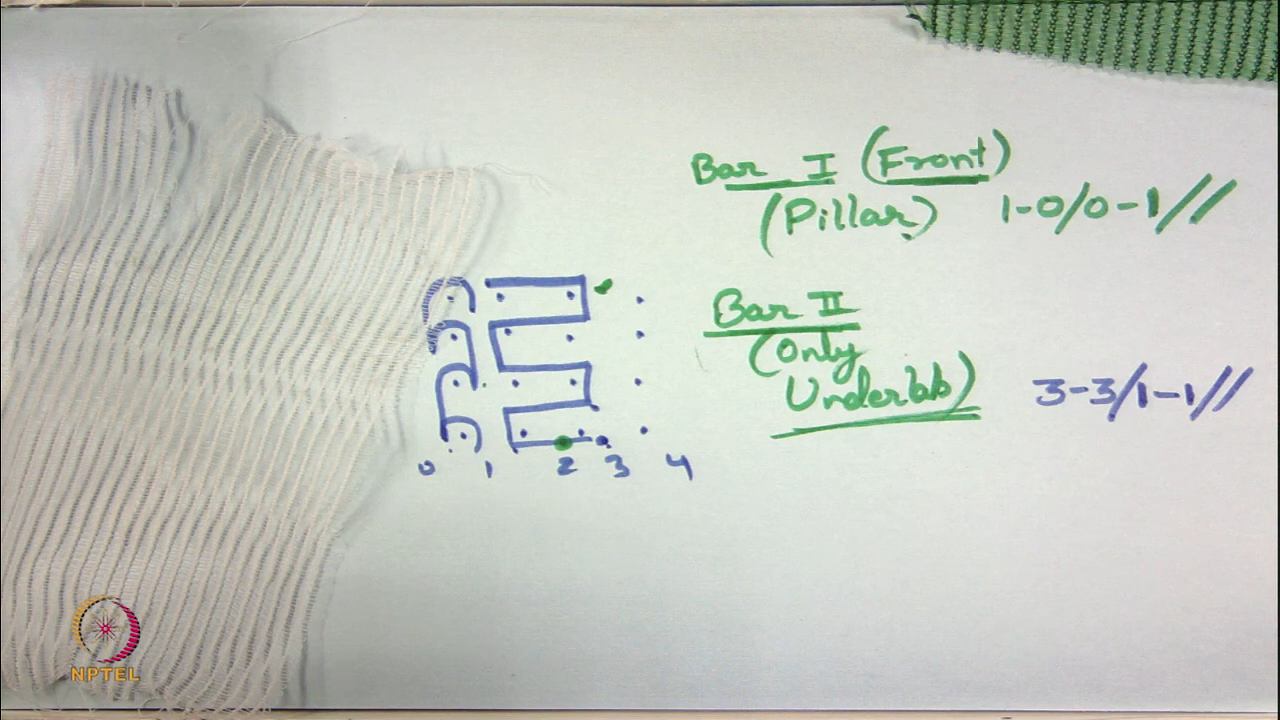 Bar I (Front)
(Pillar) 1-0/0-1//
Bar II
(Only
Underlab) 3-3/1-1//
0 1 2 3 4
NPTEL